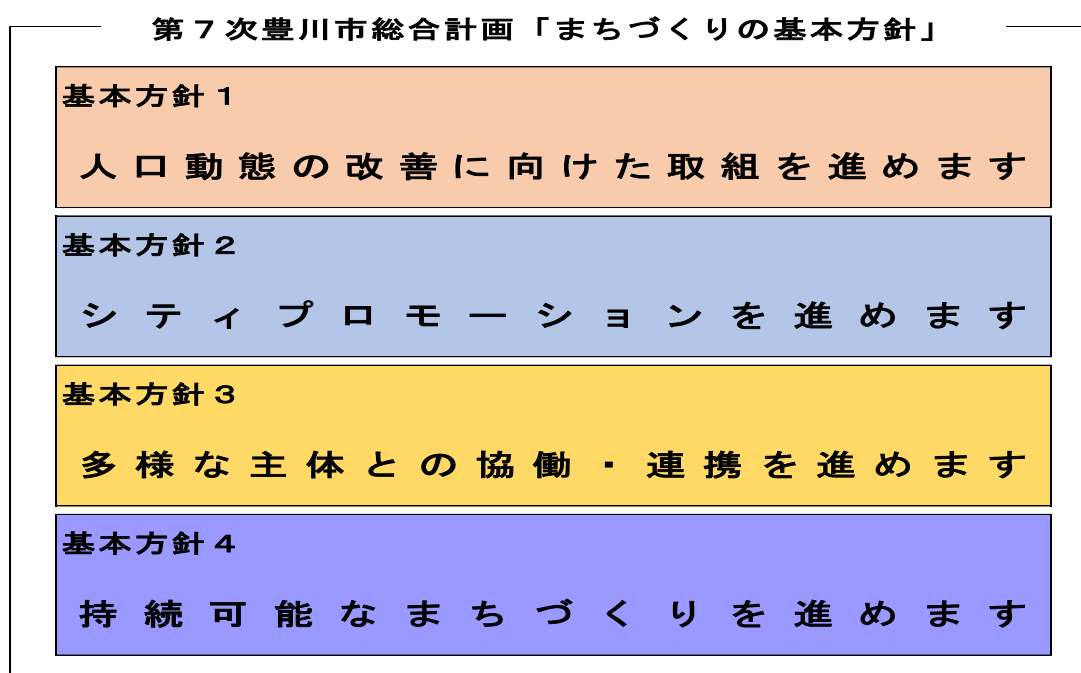 第７次豊川市総合計画「まちづくりの基本方針」
基本方針１
人口動態の改善に向けた取組を進めます
基本方針２
シティプロモーションを進めます
基本方針３
多様な主体との協働・連携を進めます
基本方針４
持続可能なまちづくりを進めます